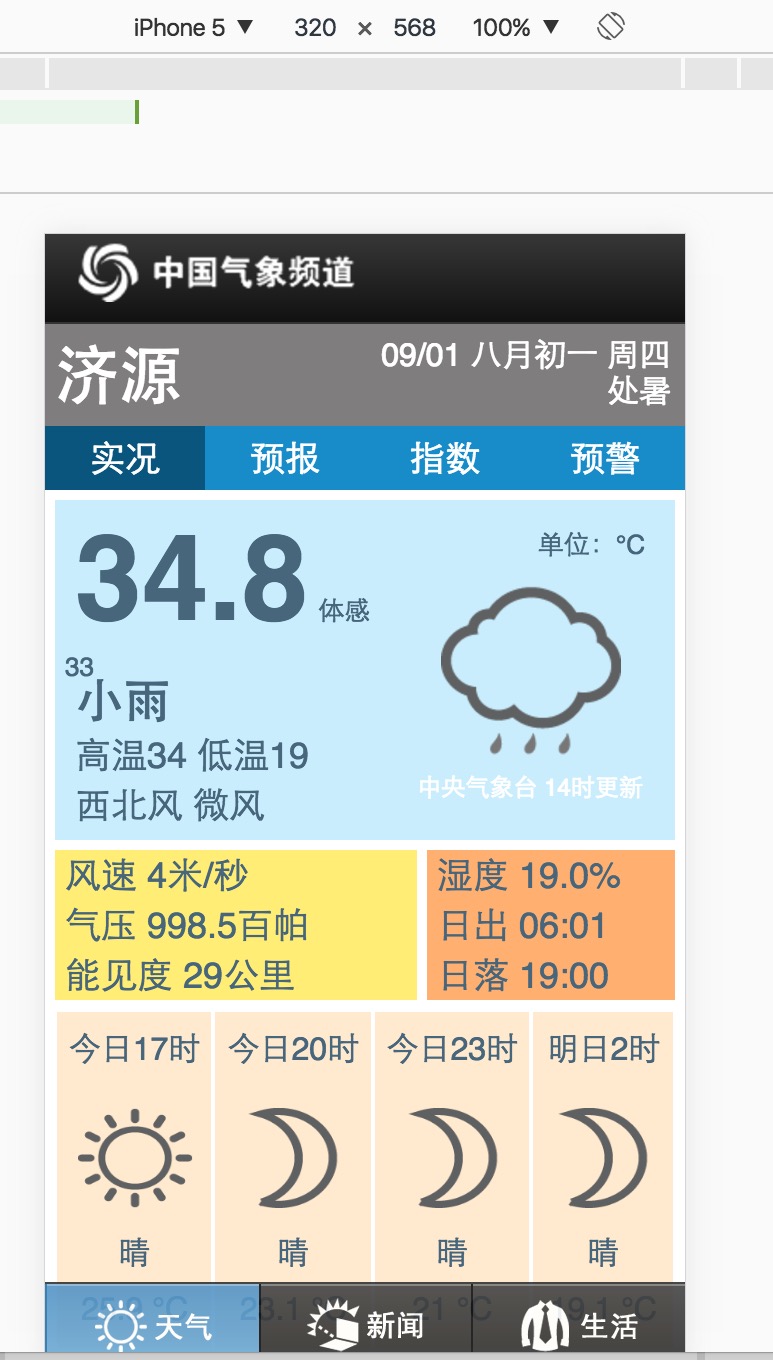 iPhone 5 ▼ 320 × 568 100% ▼
中国气象频道
济源
09/01 八月初一 周四
处暑
实况 预报 指数 预警
34.8 体感
单位：°C
33
小雨
高温34 低温19
西北风 微风
中央气象台 14时更新
风速 4米/秒
气压 998.5百帕
能见度 29公里
湿度 19.0%
日出 06:01
日落 19:00
今日17时 今日20时 今日23时 明日2时
晴 晴 晴 晴
23.1 °C 21 °C 19.1 °C
天气 新闻 生活